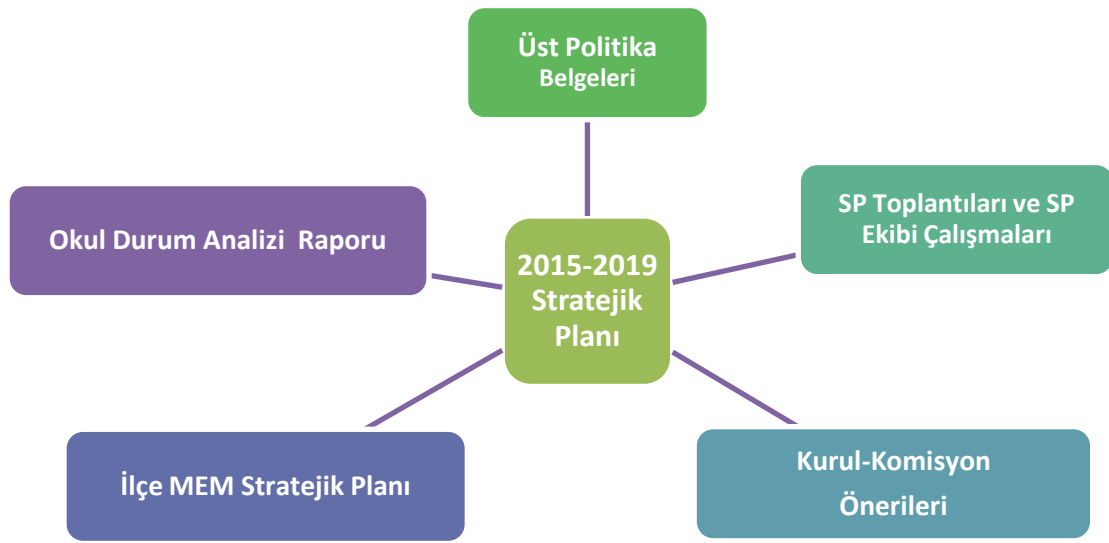 Üst Politika
Belgeleri
SP Toplantıları ve SP
Ekibi Çalışmaları
Okul Durum Analizi  Raporu
2015-2019
Stratejik
Planı
İlçe MEM Stratejik Planı
Kurul-Komisyon
Önerileri